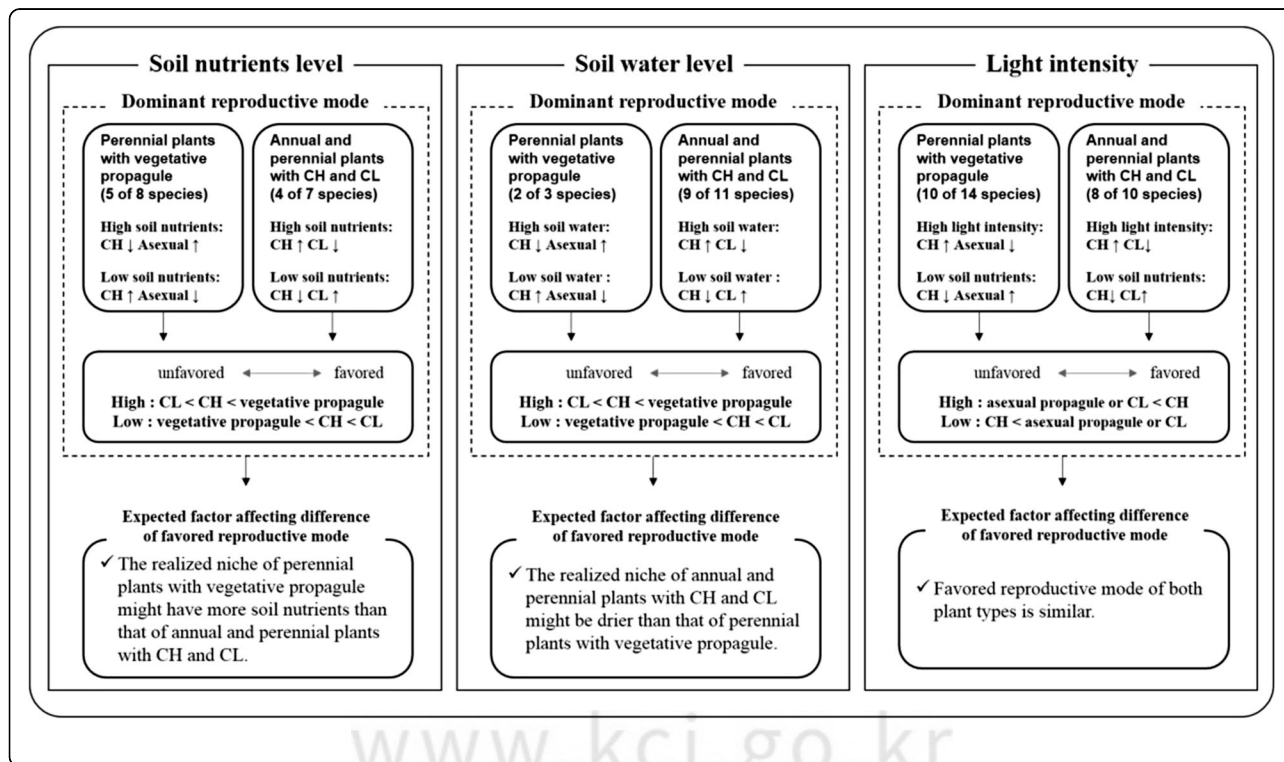 Soil nutrients level
Dominant reproductive mode
Perennial plants
with vegetative
propagule
(5 of 8 species)
High soil nutrients:
CH ↓ Asexual ↑
Low soil nutrients:
CH ↑ Asexual ↓
Annual and
perennial plants
with CH and CL
(4 of 7 species)
High soil nutrients:
CH ↑ CL ↓
Low soil nutrients:
CH ↓ CL ↑
unfavored favored
High : CL < CH < vegetative propagule
Low : vegetative propagule < CH < CL
Expected factor affecting difference
of favored reproductive mode
✓ The realized niche of perennial
plants with vegetative propagule
might have more soil nutrients than
that of annual and perennial plants
with CH and CL.
Soil water level
Dominant reproductive mode
Perennial plants
with vegetative
propagule
(2 of 3 species)
High soil water:
CH ↓ Asexual ↑
Low soil water :
CH ↑ Asexual ↓
Annual and
perennial plants
with CH and CL
(9 of 11 species)
High soil water:
CH ↑ CL ↓
Low soil water :
CH ↓ CL ↑
unfavored favored
High : CL < CH < vegetative propagule
Low : vegetative propagule < CH < CL
Expected factor affecting difference
of favored reproductive mode
✓ The realized niche of annual and
perennial plants with CH and CL
might be drier than that of perennial
plants with vegetative propagule.
Light intensity
Dominant reproductive mode
Perennial plants
with vegetative
propagule
(10 of 14 species)
High light intensity:
CH ↑ Asexual ↓
Low soil nutrients:
CH ↓ Asexual ↑
Annual and
perennial plants
with CH and CL
(8 of 10 species)
High light intensity:
CH ↑ CL↓
Low soil nutrients:
CH↓ CL↑
unfavored favored
High : asexual propagule or CL < CH
Low : CH < asexual propagule or CL
Expected factor affecting difference
of favored reproductive mode
✓ Favored reproductive mode of both
plant types is similar.
www.kci.go.kr